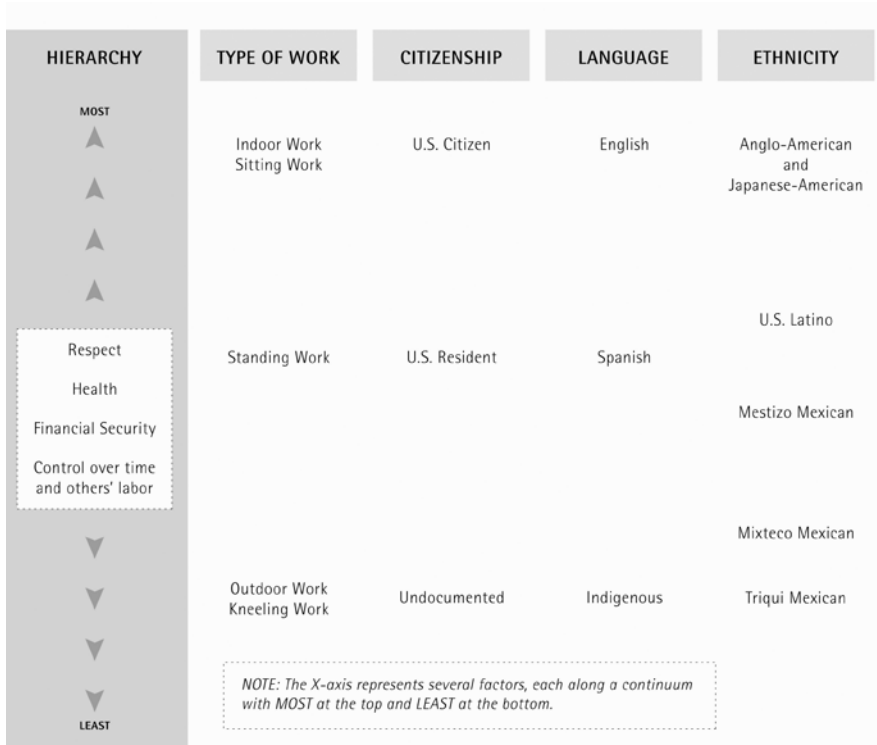 HIERARCHY
TYPE OF WORK
CITIZENSHIP
LANGUAGE
ETHNICITY
MOST
Indoor Work
Sitting Work
U.S. Citizen
English
Anglo-American
and
Japanese-American
U.S. Latino
Respect
Health
Financial Security
Control over time
and others' labor
Standing Work
U.S. Resident
Spanish
Mestizo Mexican
Mixteco Mexican
Outdoor Work
Kneeling Work
Undocumented
Indigenous
Triqui Mexican
NOTE: The X-axis represents several factors, each along a continuum
with MOST at the top and LEAST at the bottom.
LEAST